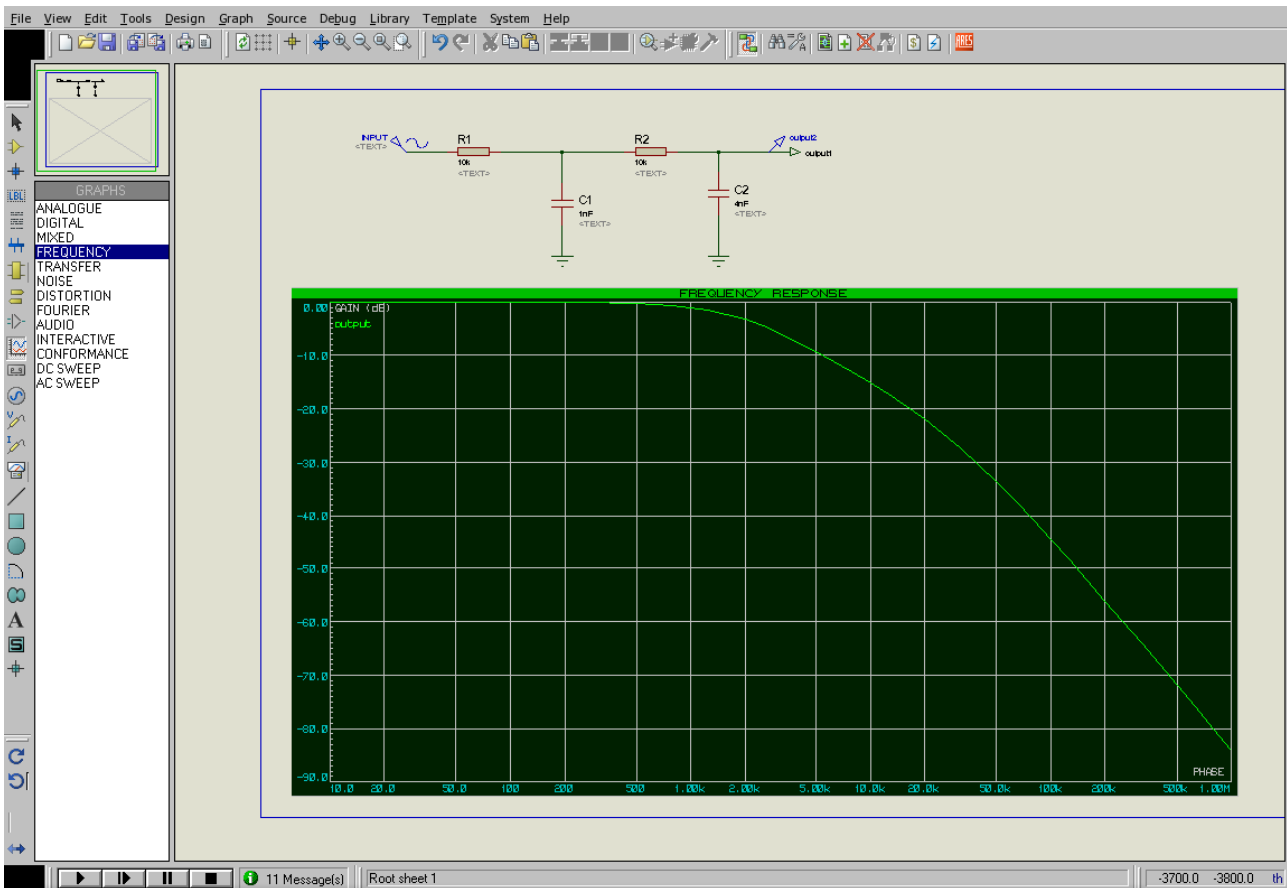 File View Edit Tools Design Graph Source Debug Library Template System Help
LBL
ARES
GRAPHS
ANALOGUE
DIGITAL
MIXED
FREQUENCY
TRANSFER
NOISE
DISTORTION
FOURIER
AUDIO
INTERACTIVE
CONFORMANCE
DC SWEEP
AC SWEEP
A
S
INPUT
<TEXT>
R1
10k
<TEXT>
C1
1nF
<TEXT>
R2
10k
<TEXT>
C2
4nF
<TEXT>
output2
output1
FREQUENCY RESPONSE
GAIN (dB)
output
0.00
-10.0
-20.0
-30.0
-40.0
-50.0
-60.0
-70.0
-80.0
-90.0
PHASE
10.0 20.0 50.0 100 200 500 1.00k 2.00k 5.00k 10.0k 20.0k 50.0k 100k 200k 500k 1.00M
11 Message(s) Root sheet 1 -3700.0 -3800.0 th